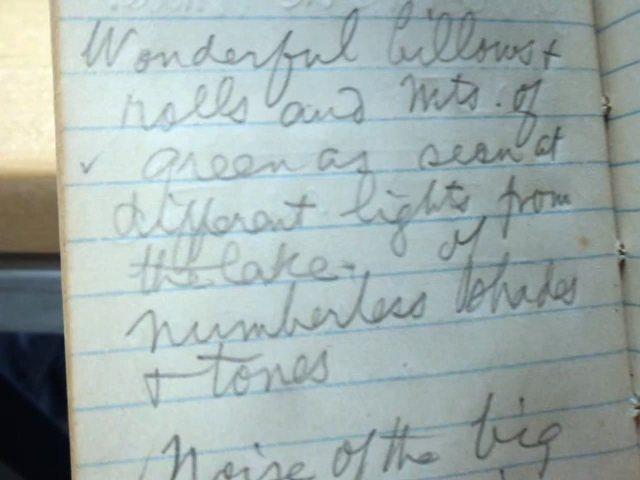 Wonderful billows +
rolls and mts. of
✓ green as seen at
different lights from
the lake - of
numberless shades
+ tones
Noise of the big